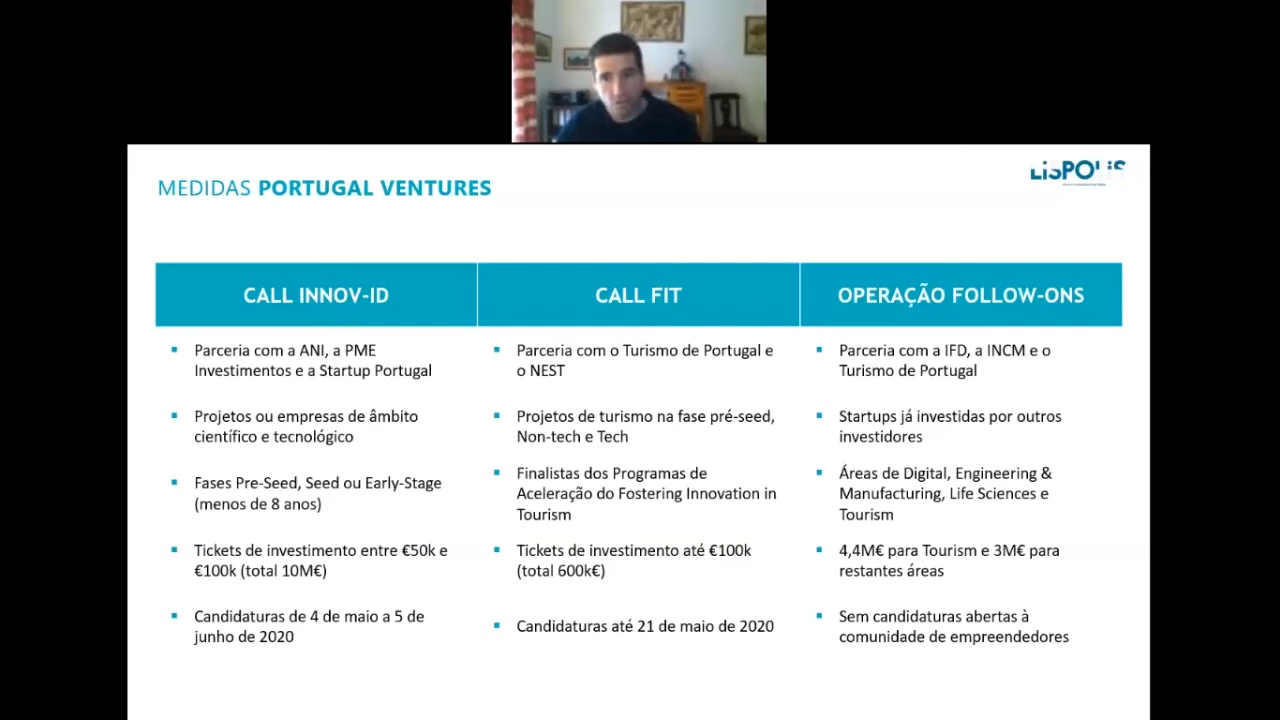 MEDIDAS PORTUGAL VENTURES
LiSPOLiS
CALL INNOV-ID
CALL FIT
OPERAÇÃO FOLLOW-ONS
Parceria com a ANI, a PME
Investimentos e a Startup Portugal
Projetos ou empresas de âmbito
científico e tecnológico
Fases Pre-Seed, Seed ou Early-Stage
(menos de 8 anos)
Tickets de investimento entre €50k e
€100k (total 10M€)
Candidaturas de 4 de maio a 5 de
junho de 2020
Parceria com o Turismo de Portugal e
o NEST
Projetos de turismo na fase pré-seed,
Non-tech e Tech
Finalistas dos Programas de
Aceleração do Fostering Innovation in
Tourism
Tickets de investimento até €100k
(total 600k€)
Candidaturas até 21 de maio de 2020
Parceria com a IFD, a INCM e o
Turismo de Portugal
Startups já investidas por outros
investidores
Áreas de Digital, Engineering &
Manufacturing, Life Sciences e
Tourism
4,4M€ para Tourism e 3M€ para
restantes áreas
Sem candidaturas abertas à
comunidade de empreendedores